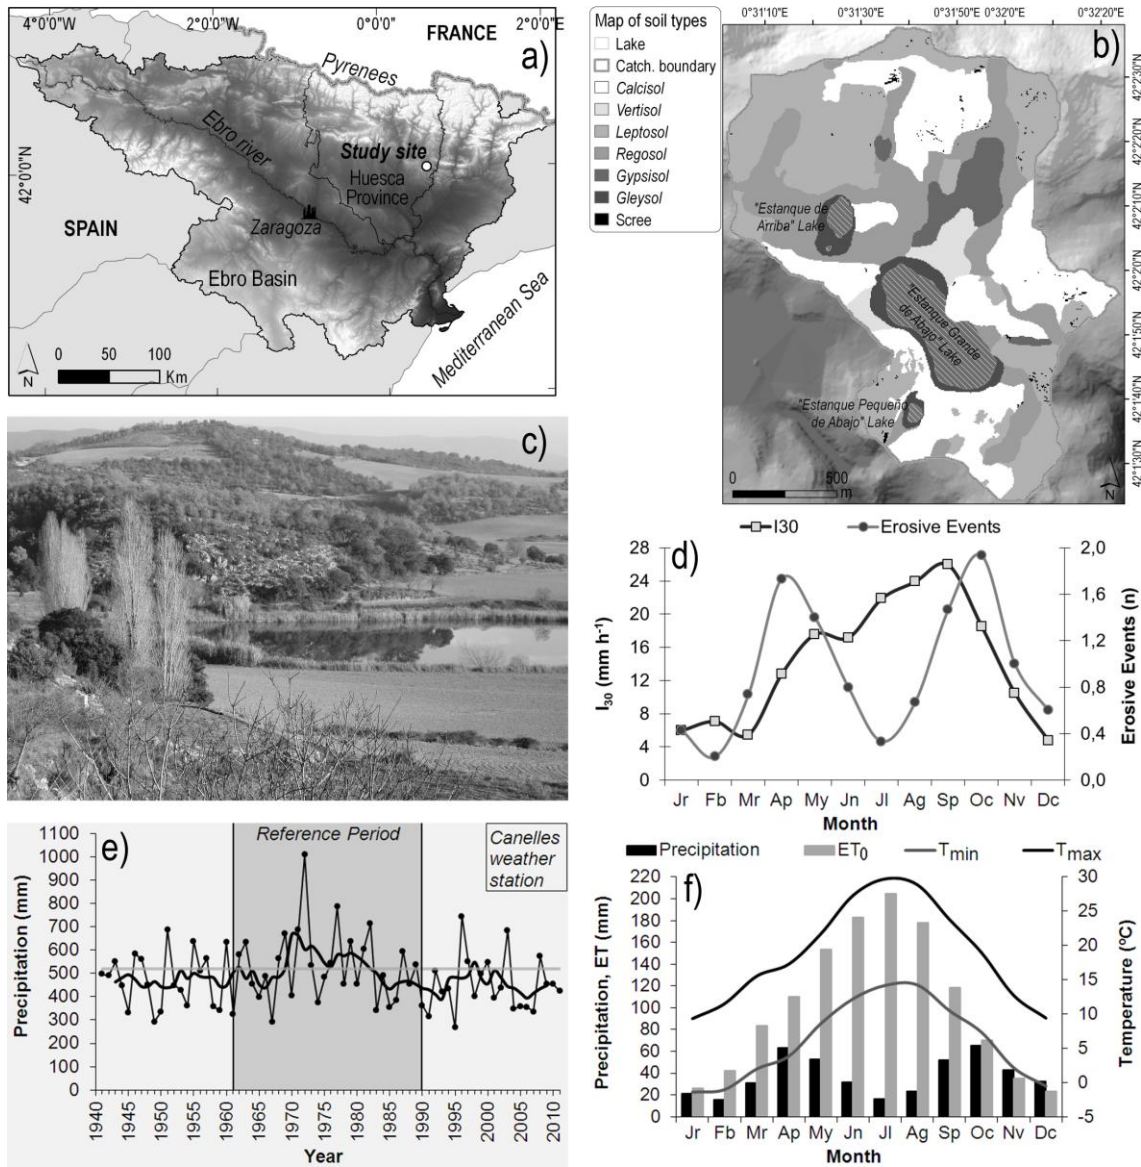 4°00'W
2°0'0"W
0°0'0"
2°00'E
FRANCE
a)
Pyrenees
Ebro river
Study site
Huesca
Province
42°0'0"N
SPAIN
Zaragoza
Ebro Basin
Mediterranean Sea
0 50 100
Km
N
Map of soil types
Lake
Catch. boundary
Calcisol
Vertisol
Leptosol
Regosol
Gypsisol
Gleysol
Scree
0°31'10"E
0°31'30"E
0°31'50"E
0°32'0"E
0°32'20"E
b)
42°2'30"N
42°2'20"N
42°2'10"N
42°2'0"N
42°1'50"N
42°1'40"N
42°1'30"N
"Estanque de
Arriba" Lake
"Estanque Grande
de Abajo" Lake
"Estanque Pequeño
de Abajo" Lake
0 500
m
N
c)
I30 Erosive Events
d)
I30 (mm h-1)
28
24
20
16
12
8
4
0
Erosive Events (n)
2,0
1,6
1,2
0,8
0,4
0,0
Jr Fb Mr Ap My Jn Jl Ag Sp Oc Nv Dc
Month
e)
Reference Period
Canelles
weather
station
Precipitation (mm)
1100
1000
900
800
700
600
500
400
300
200
100
0
1940 1945 1950 1955 1960 1965 1970 1975 1980 1985 1990 1995 2000 2005 2010
Year
Precipitation ET0 Tmin Tmax
f)
Precipitation, ET (mm)
220
200
180
160
140
120
100
80
60
40
20
0
Temperature (ºC)
30
25
20
15
10
5
0
-5
Jr Fb Mr Ap My Jn Jl Ag Sp Oc Nv Dc
Month